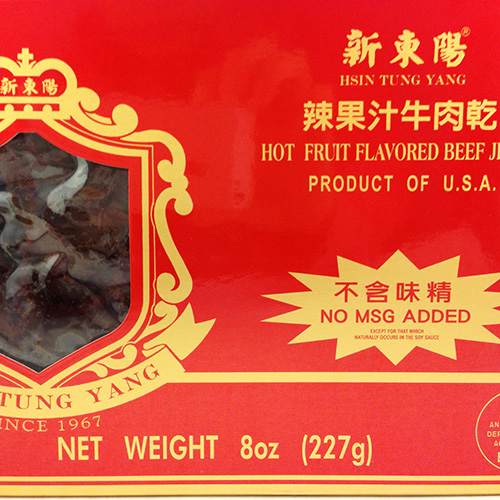 新東陽®
HSIN TUNG YANG
辣果汁牛肉乾
HOT FRUIT FLAVORED BEEF
PRODUCT OF U.S.A.
新東陽
不含味精
NO MSG ADDED
EXCEPT FOR THAT WHICH
NATURALLY OCCURS IN THE SOY SAUCE
TUNG YANG
SINCE 1967
NET WEIGHT 8oz (227g)